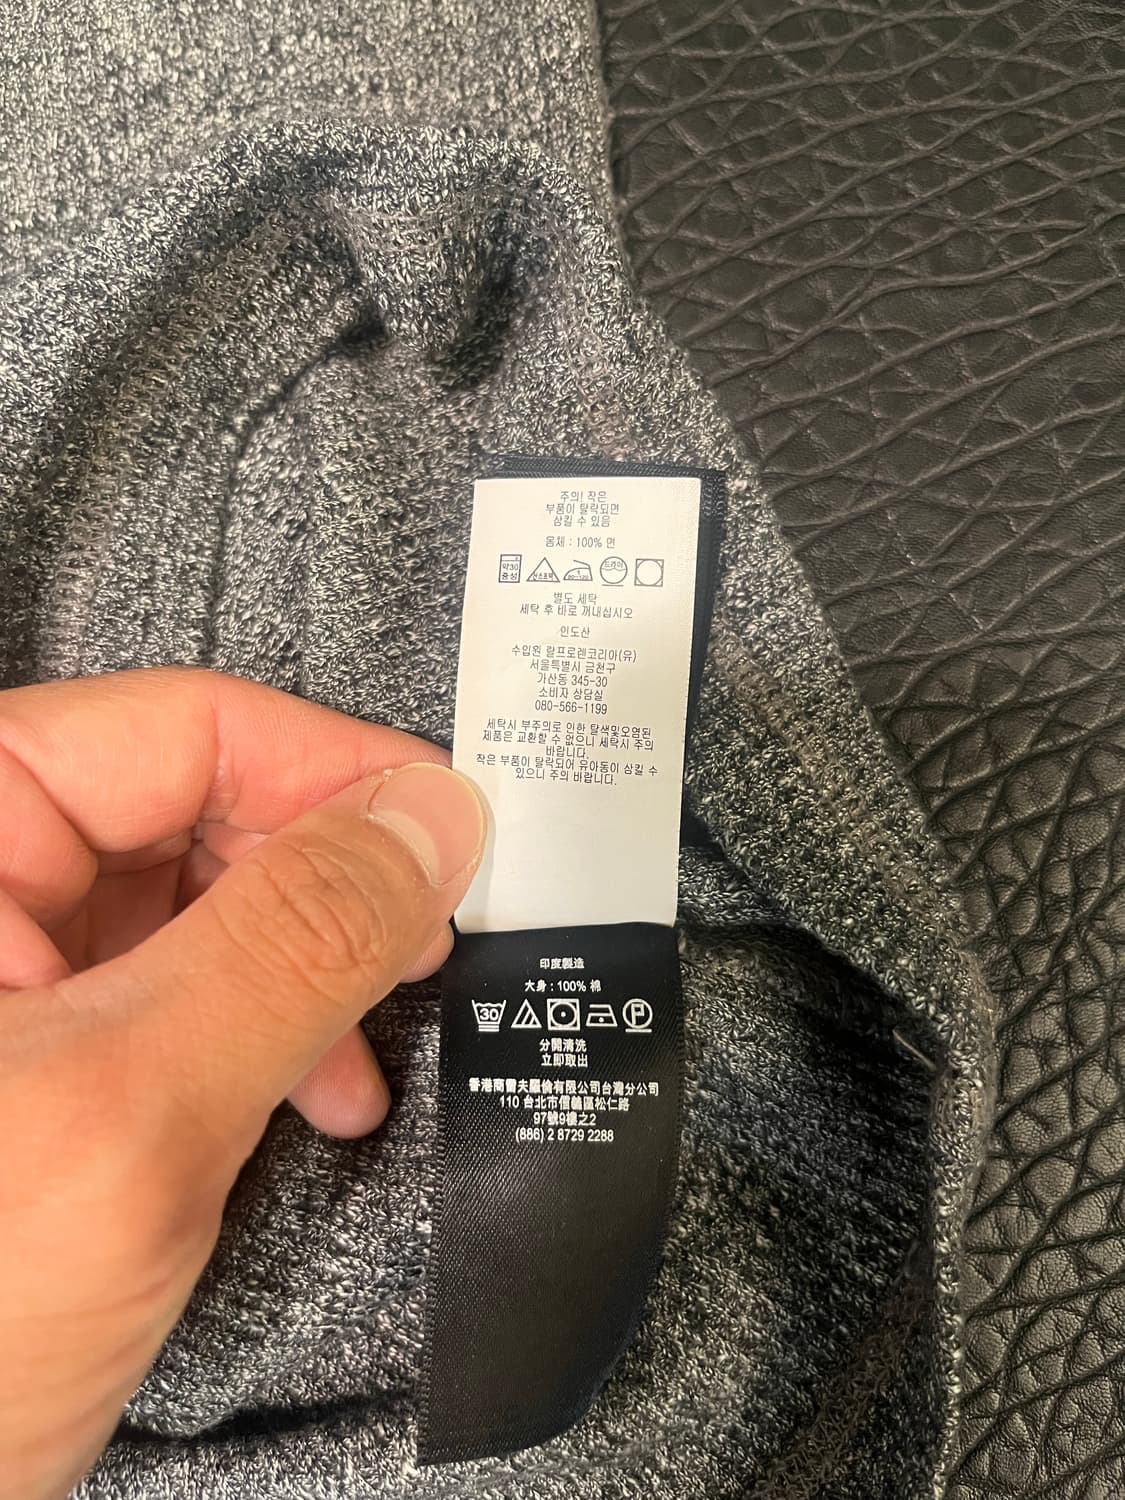 주의! 작은
부품이 탈락되면
삼킬 수 있음
몸체 : 100% 면
약30
중성
산소표백
80~120
드라이
별도 세탁
세탁 후 바로 꺼내십시오
인도산
수입원 랄프로렌코리아(유)
서울특별시 금천구
가산동 345-30
소비자 상담실
080-566-1199
세탁시 부주의로 인한 탈색및오염된
제품은 교환할 수 없으니 세탁시 주의
바랍니다.
작은 부품이 탈락되어 유아동이 삼킬 수
있으니 주의 바랍니다.
印度製造
大身 : 100% 棉
30
P
分開清洗
立即取出
香港商雷夫羅倫有限公司台灣分公司
110 台北市信義區松仁路
97號9樓之2
(886) 2 8729 2288